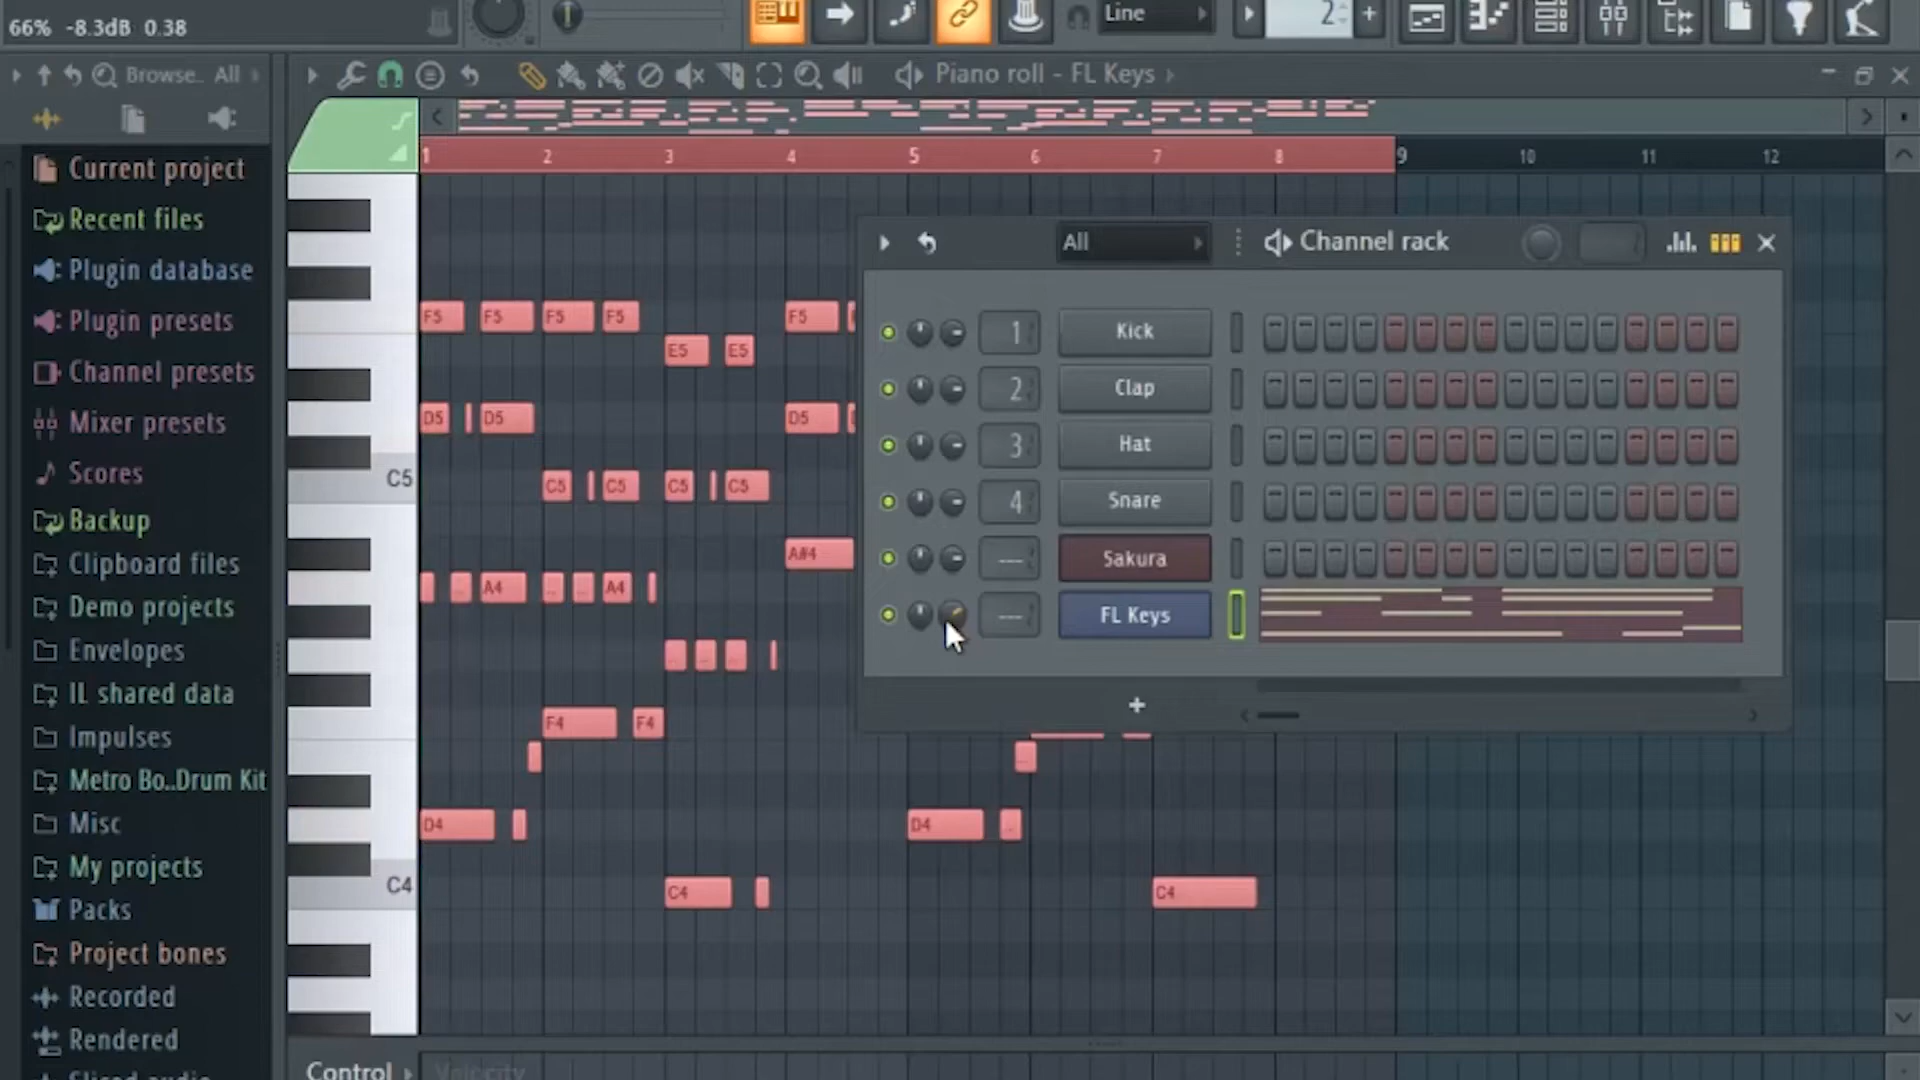 66% -8.3dB 0.38
Line
2
Browse.. All
Piano roll - FL Keys
1 2 3 4 5 6 7 8 9 10 11 12
Current project
Recent files
Plugin database
Plugin presets
Channel presets
Mixer presets
Scores
Backup
Clipboard files
Demo projects
Envelopes
IL shared data
Impulses
Metro Bo..Drum Kit
Misc
My projects
Packs
Project bones
Recorded
Rendered
Sliced audio
C5
C4
F5 F5 F5 F5 F5
E5 E5
D5 D5 D5
C5 C5 C5 C5
A#4
A4 A4
F4 F4
D4 D4
C4 C4
All
Channel rack
1 Kick
2 Clap
3 Hat
4 Snare
--- Sakura
--- FL Keys
+
Control
Velocity